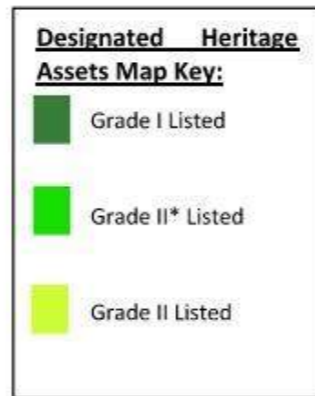 Designated Heritage
Assets Map Key:
Grade I Listed
Grade II* Listed
Grade II Listed